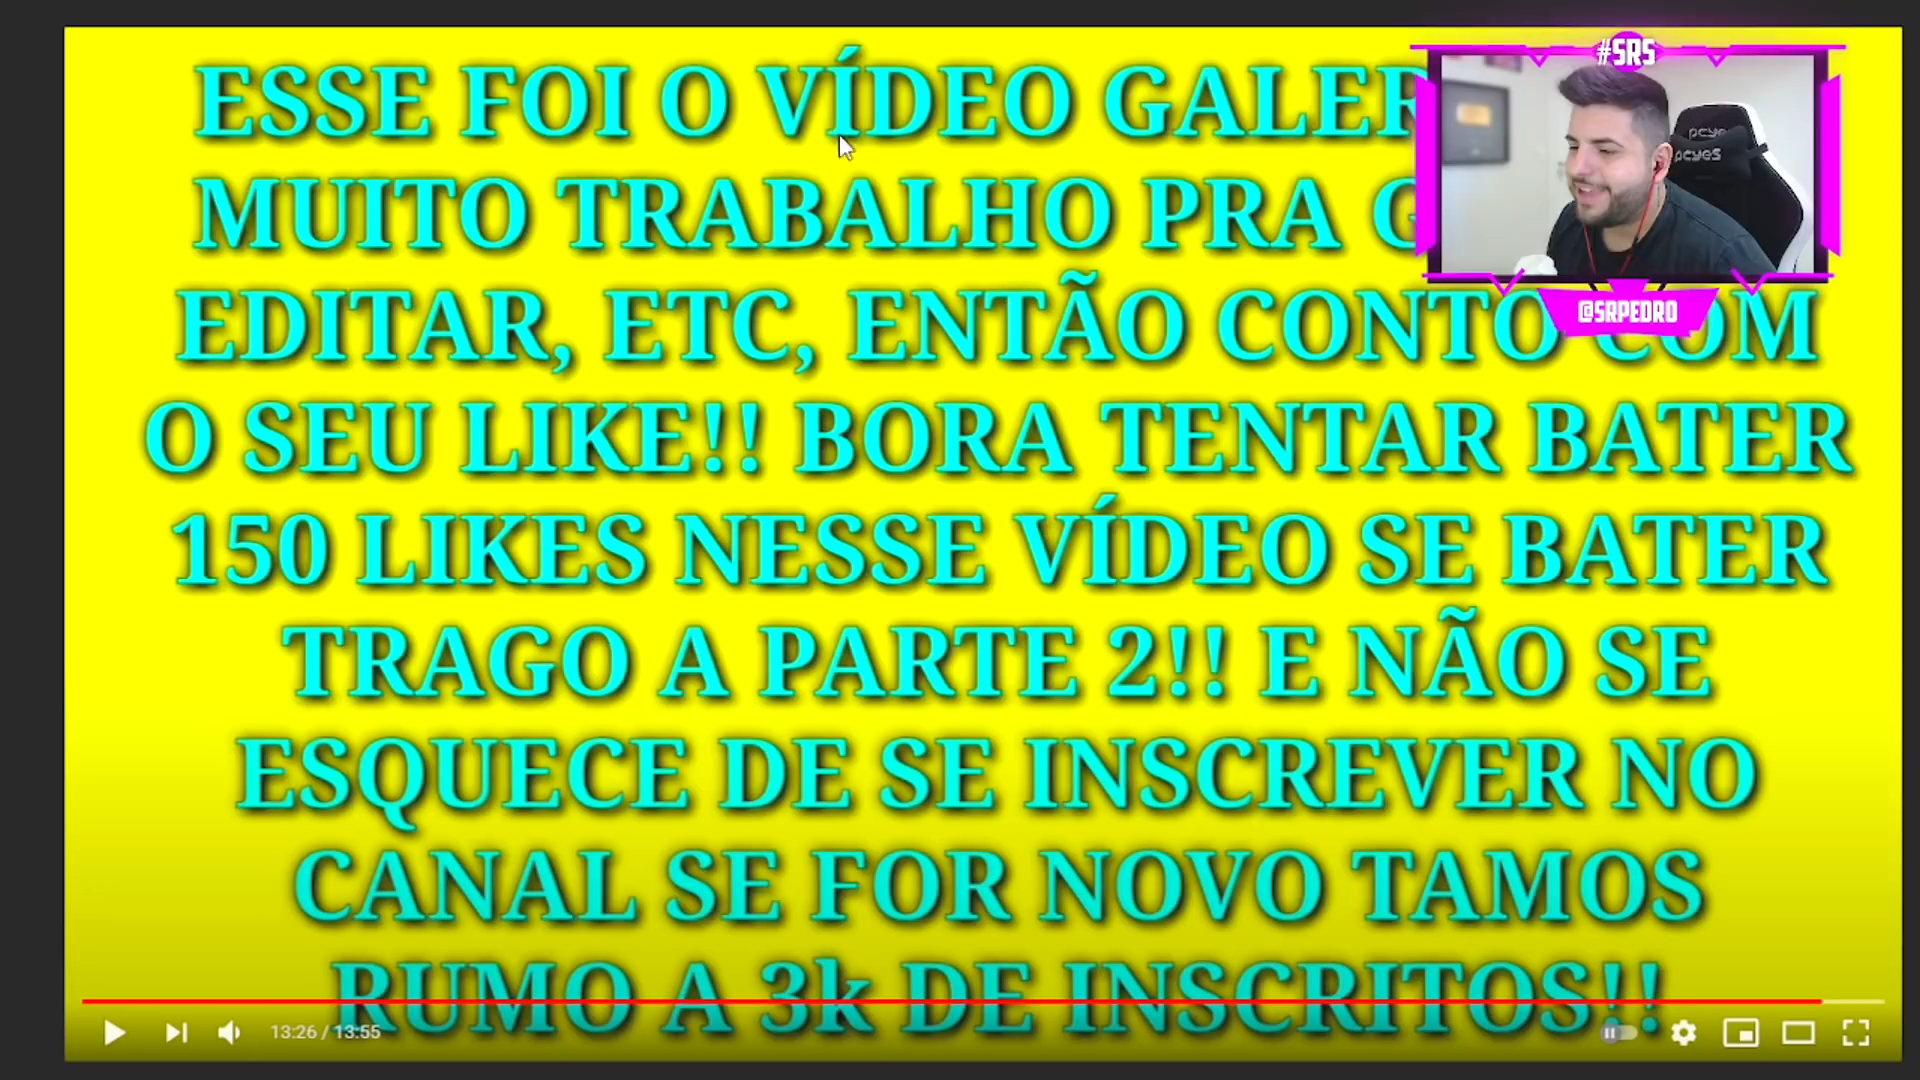 ESSE FOI O VÍDEO
#SRS
MUITO TRABALHO PRA
EDITAR, ETC, ENTÃO CONTO COM
@SRPEDRO
O SEU LIKE!! BORA TENTAR BATER
150 LIKES NESSE VÍDEO SE BATER
TRAGO A PARTE 2!! E NÃO SE
ESQUECE DE SE INSCREVER NO
CANAL SE FOR NOVO TAMOS
RUMO A 3k DE INSCRITOS!!
13:26 / 13:55
pcyes